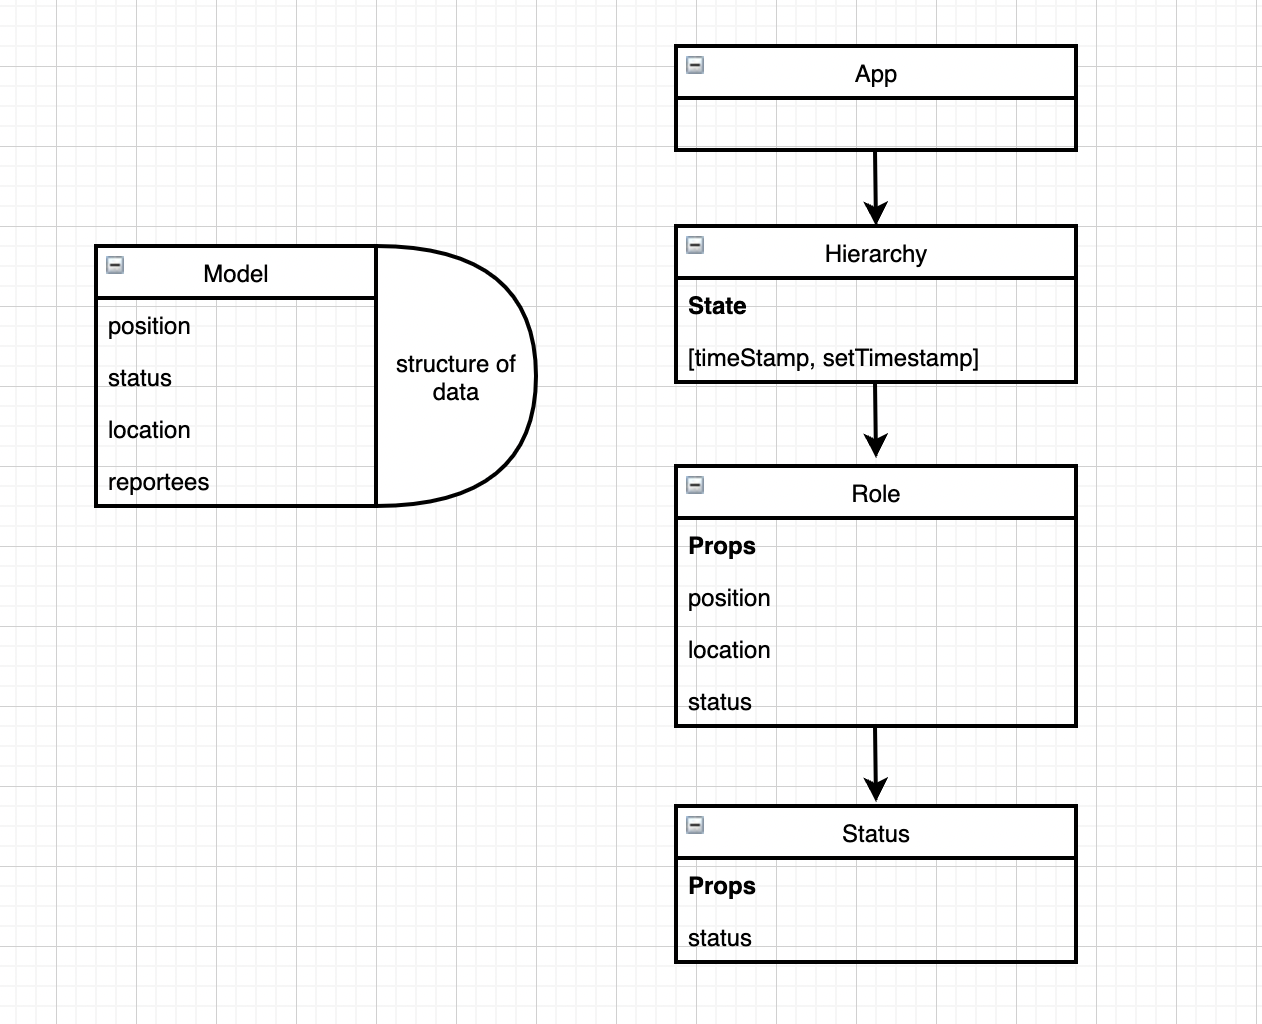 App
Hierarchy
State
[timeStamp, setTimestamp]
Role
Props
position
location
status
Status
Props
status
Model
position
status
location
reportees
structure of
data